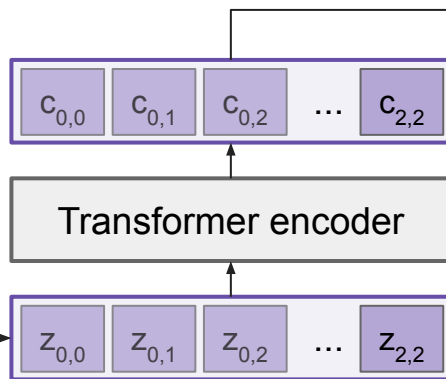 c0,0 c0,1 c0,2 ... c2,2
Transformer encoder
z0,0 z0,1 z0,2 ... z2,2